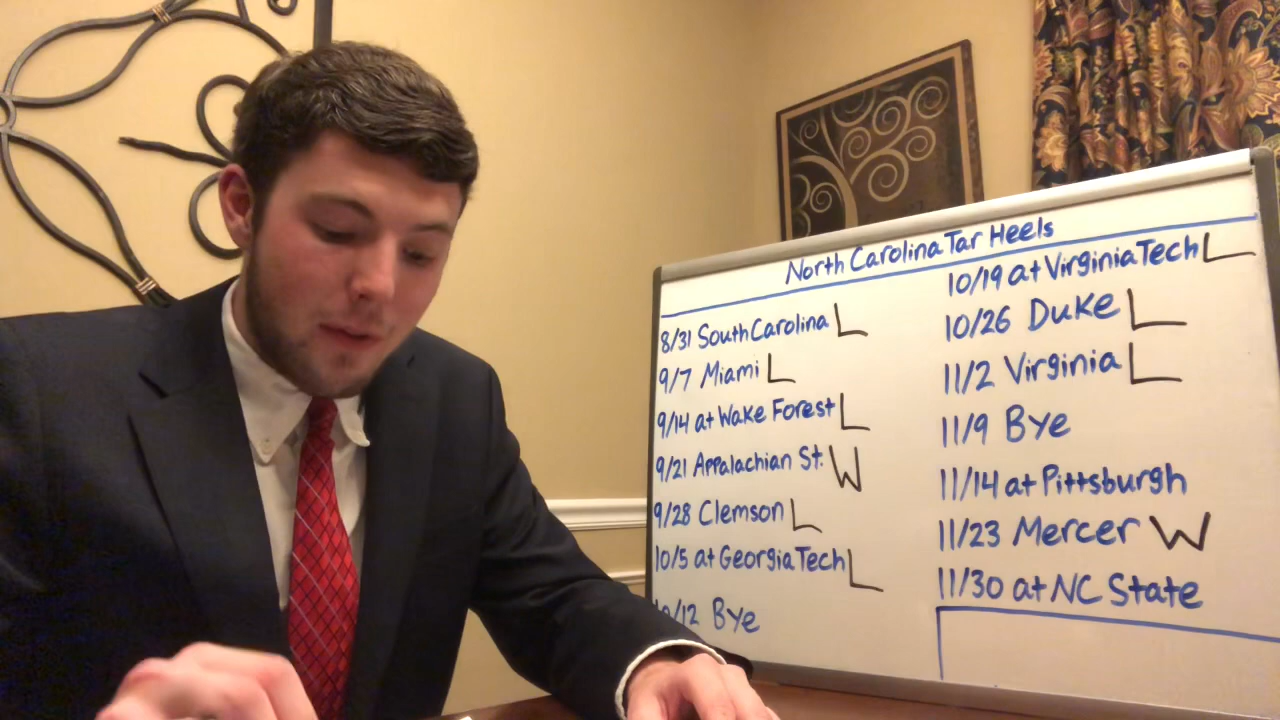 North Carolina Tar Heels
8/31 South Carolina L
9/7 Miami L
9/14 at Wake Forest L
9/21 Appalachian St. W
9/28 Clemson L
10/5 at Georgia Tech L
10/12 Bye
10/19 at Virginia Tech L
10/26 Duke L
11/2 Virginia L
11/9 Bye
11/14 at Pittsburgh
11/23 Mercer W
11/30 at NC State